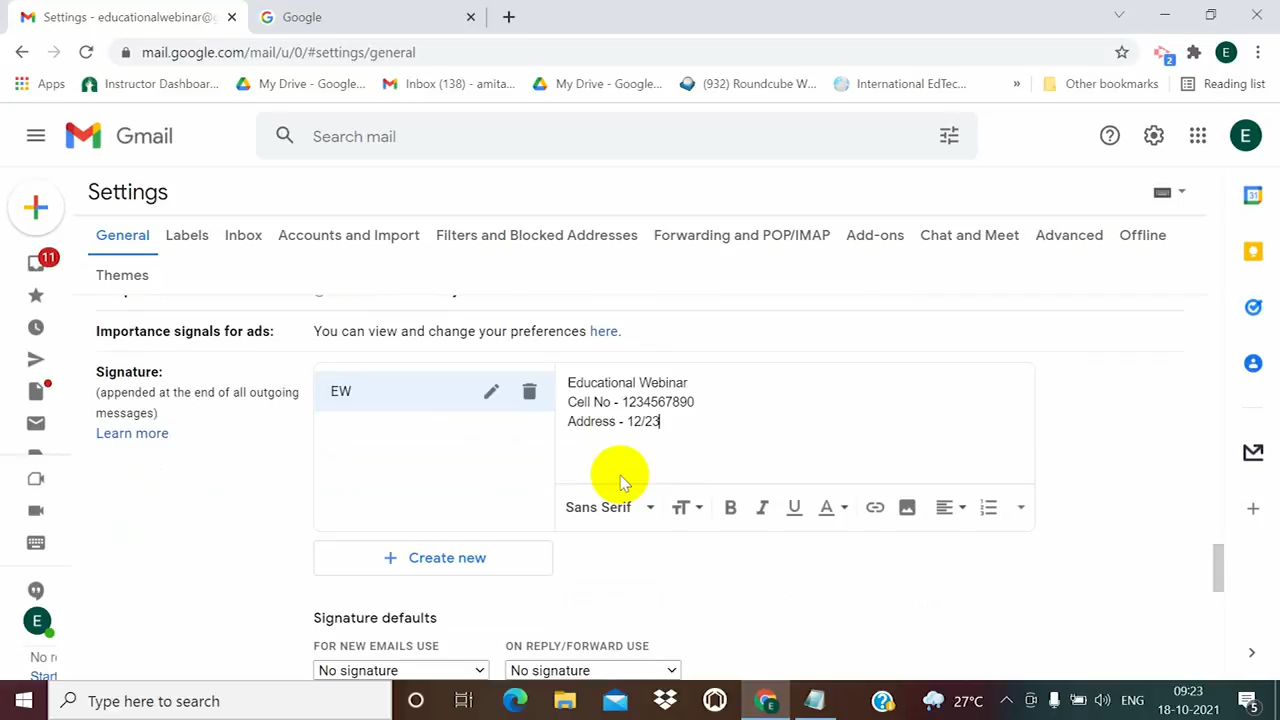 Settings - educationalwebinar@g
Google
mail.google.com/mail/u/0/#settings/general
E
Apps
Instructor Dashboar...
My Drive - Google...
Inbox (138) - amita...
My Drive - Google...
(932) Roundcube W...
International EdTec...
»
Other bookmarks
Reading list
Gmail
Search mail
E
Settings
General
Labels
Inbox
Accounts and Import
Filters and Blocked Addresses
Forwarding and POP/IMAP
Add-ons
Chat and Meet
Advanced
Offline
Themes
11
Importance signals for ads:
You can view and change your preferences here.
Signature:
(appended at the end of all outgoing
messages)
Learn more
EW
Educational Webinar
Cell No - 1234567890
Address - 12/23
Sans Serif
Create new
Signature defaults
FOR NEW EMAILS USE
ON REPLY/FORWARD USE
No signature
No signature
E
No r
Start
Type here to search
27°C
ENG
09:23
18-10-2021
5